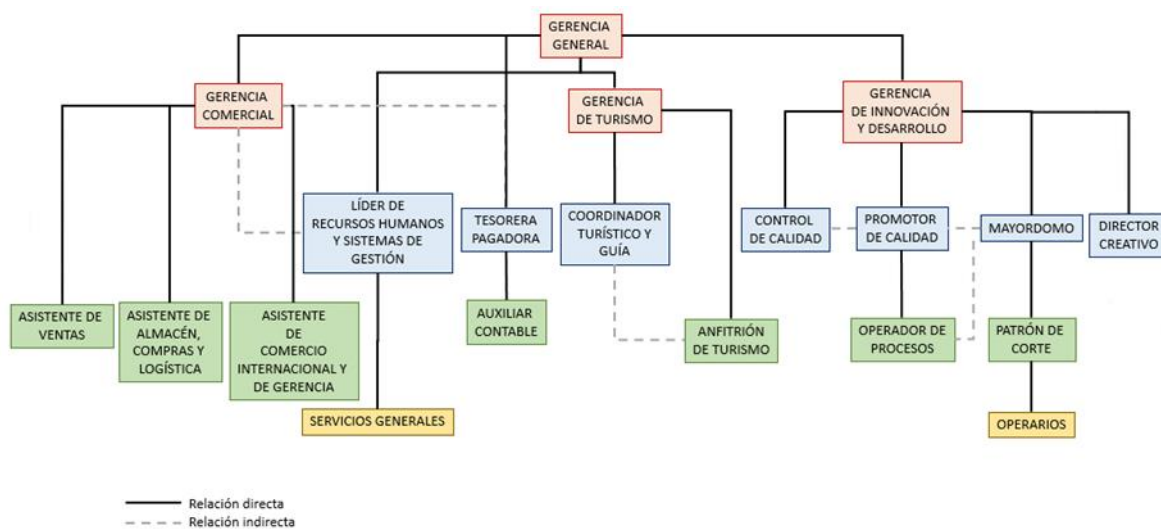 GERENCIA
GENERAL
GERENCIA
COMERCIAL
GERENCIA
DE TURISMO
GERENCIA
DE INNOVACIÓN
Y DESARROLLO
LÍDER DE
RECURSOS HUMANOS
Y SISTEMAS DE
GESTIÓN
TESORERA
PAGADORA
COORDINADOR
TURÍSTICO Y
GUÍA
CONTROL
DE CALIDAD
PROMOTOR
DE CALIDAD
MAYORDOMO
DIRECTOR
CREATIVO
ASISTENTE DE
VENTAS
ASISTENTE DE
ALMACÉN,
COMPRAS Y
LOGÍSTICA
ASISTENTE
DE
COMERCIO
INTERNACIONAL Y
DE GERENCIA
AUXILIAR
CONTABLE
ANFITRIÓN
DE TURISMO
OPERADOR DE
PROCESOS
PATRÓN DE
CORTE
SERVICIOS GENERALES
OPERARIOS
Relación directa
Relación indirecta